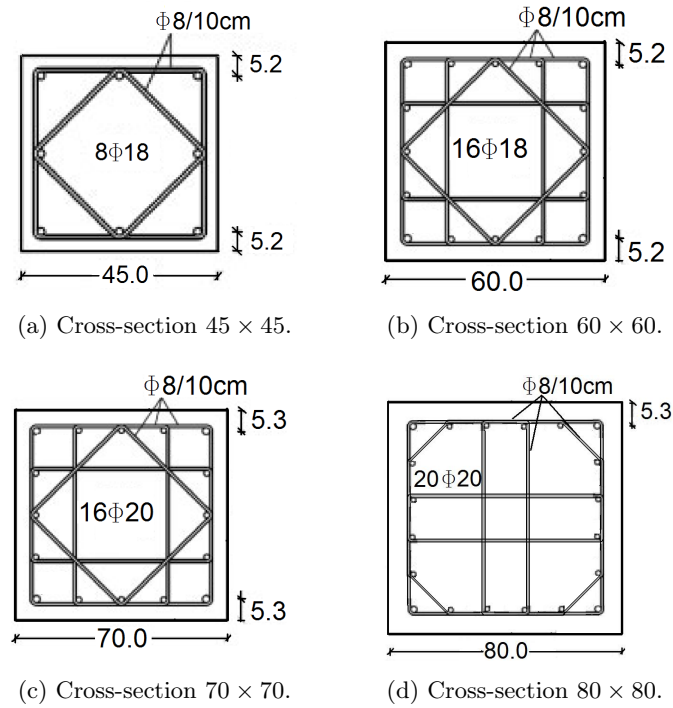 Φ8/10cm
5.2
8Φ18
5.2
45.0
(a) Cross-section 45 × 45.
Φ8/10cm
5.2
16Φ18
5.2
60.0
(b) Cross-section 60 × 60.
Φ8/10cm
5.3
16Φ20
5.3
70.0
(c) Cross-section 70 × 70.
Φ8/10cm
5.3
20Φ20
80.0
(d) Cross-section 80 × 80.